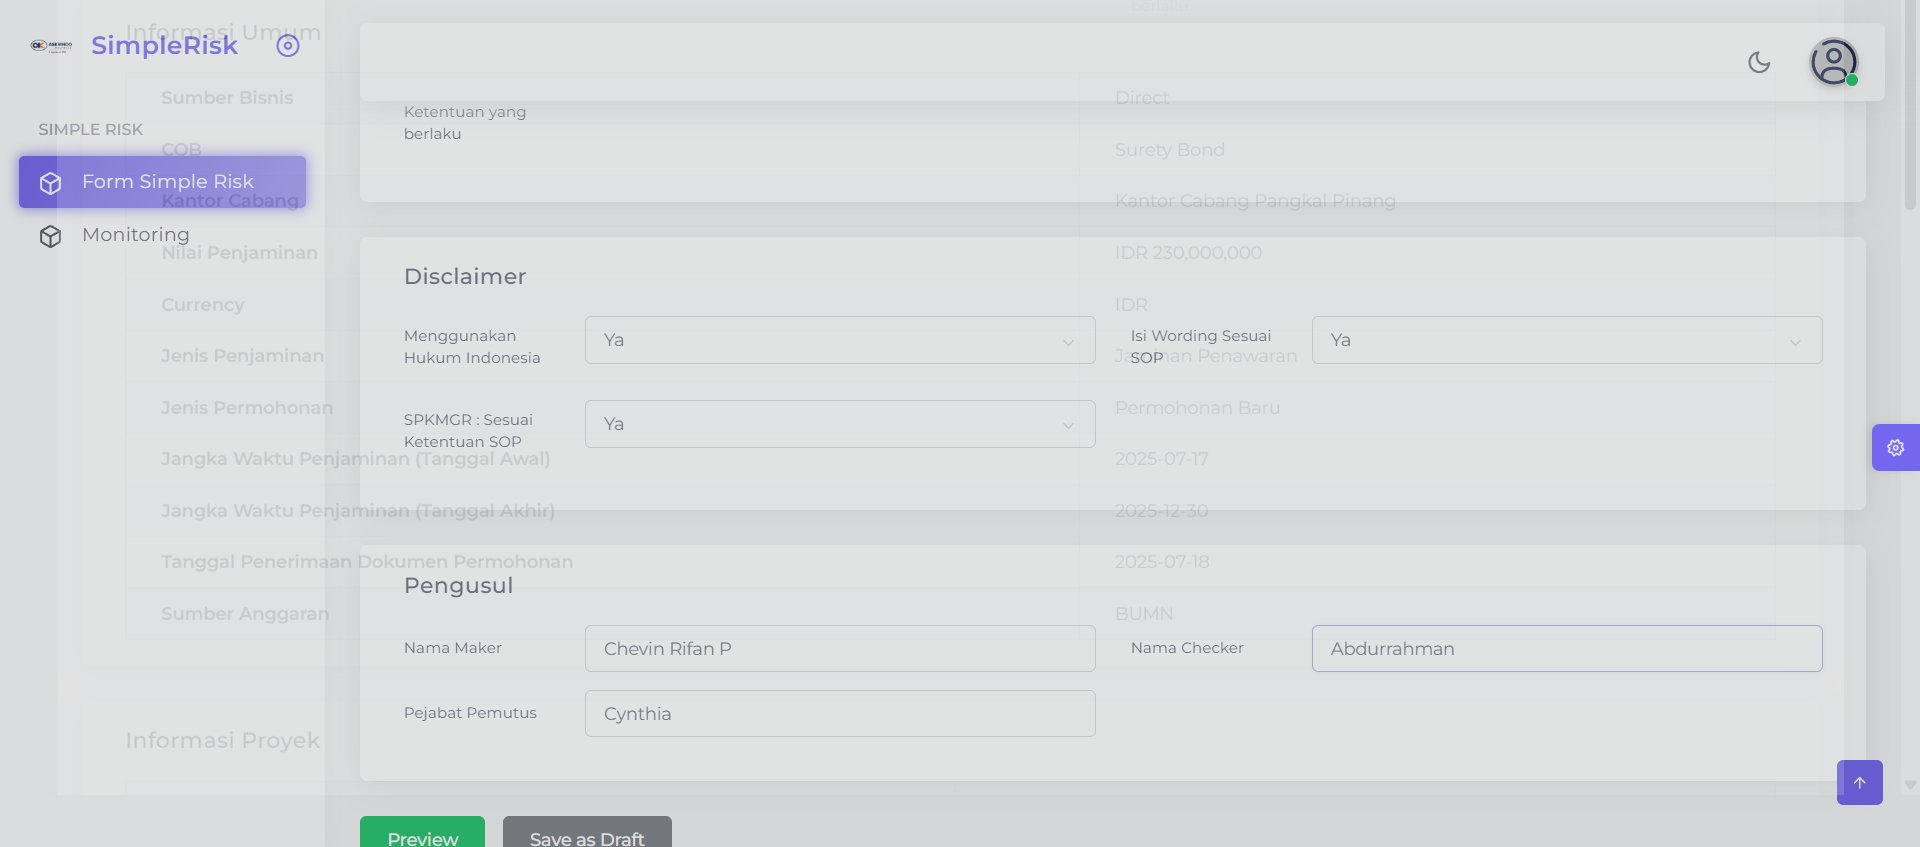 SimpleRisk
SIMPLE RISK
Form Simple Risk
Monitoring
berlaku
Ketentuan yang
berlaku
Disclaimer
Menggunakan
Hukum Indonesia
Ya
Isi Wording Sesuai
SOP
Ya
SPKMGR : Sesuai
Ketentuan SOP
Ya
Pengusul
Nama Maker
Chevin Rifan P
Nama Checker
Abdurrahman
Pejabat Pemutus
Cynthia
Preview
Save as Draft
Informasi Umum
Sumber Bisnis
Direct
COB
Surety Bond
Kantor Cabang
Kantor Cabang Pangkal Pinang
Nilai Penjaminan
IDR 230,000,000
Currency
IDR
Jenis Penjaminan
Jaminan Penawaran
Jenis Permohonan
Permohonan Baru
Jangka Waktu Penjaminan (Tanggal Awal)
2025-07-17
Jangka Waktu Penjaminan (Tanggal Akhir)
2025-12-30
Tanggal Penerimaan Dokumen Permohonan
2025-07-18
Sumber Anggaran
BUMN
Informasi Proyek